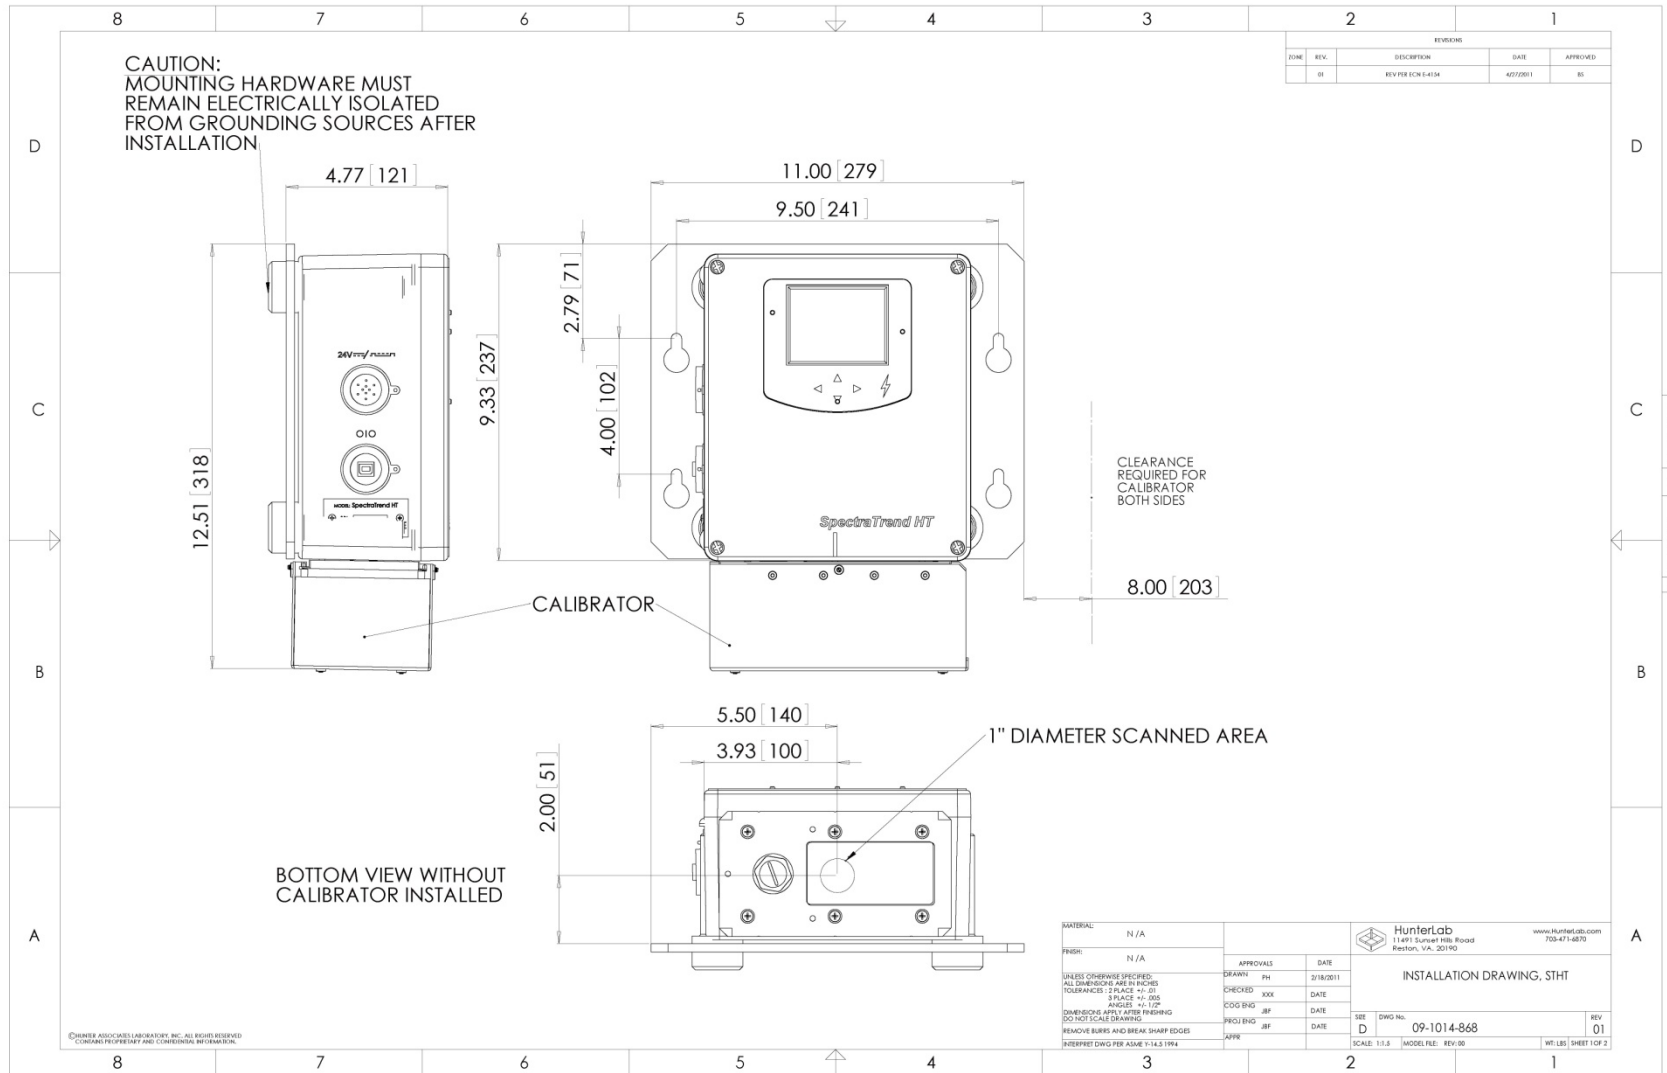 8 7 6 5 4 3 2 1
CAUTION:
MOUNTING HARDWARE MUST
REMAIN ELECTRICALLY ISOLATED
FROM GROUNDING SOURCES AFTER
INSTALLATION
REVISIONS
ZONE REV. DESCRIPTION DATE APPROVED
01 REV PER ECN E-4134 4/27/2011 BS
D D
4.77 [121]
11.00 [279]
9.50 [241]
2.79 [71]
9.33 [237]
4.00 [102]
12.51 [318]
24V
OIO
MODEL: SpectraTrend HT
SpectraTrend HT
C C
CLEARANCE
REQUIRED FOR
CALIBRATOR
BOTH SIDES
8.00 [203]
CALIBRATOR
B B
5.50 [140]
3.93 [100]
2.00 [51]
1" DIAMETER SCANNED AREA
BOTTOM VIEW WITHOUT
CALIBRATOR INSTALLED
A A
MATERIAL:
N/A
FINISH:
N/A
UNLESS OTHERWISE SPECIFIED:
ALL DIMENSIONS ARE IN INCHES
TOLERANCES : 2 PLACE +/- .01
3 PLACE +/- .005
ANGLES +/- 1/2°
DIMENSIONS APPLY AFTER FINISHING
DO NOT SCALE DRAWING
REMOVE BURRS AND BREAK SHARP EDGES
INTERPRET DWG PER ASME Y-14.5 1994
APPROVALS DATE
DRAWN PH 2/18/2011
CHECKED XXX DATE
COG ENG JBF DATE
PROJ ENG JBF DATE
APPR
HunterLab
11491 Sunset Hills Road
Reston, VA. 20190
www.HunterLab.com
703-471-6870
INSTALLATION DRAWING, STHT
SIZE DWG No. REV
D 09-1014-868 01
SCALE: 1:1.5 MODEL FILE: REV:00 WT: LBS SHEET 1 OF 2
©HUNTER ASSOCIATES LABORATORY, INC. ALL RIGHTS RESERVED
CONTAINS PROPRIETARY AND CONFIDENTIAL INFORMATION.
8 7 6 5 4 3 2 1